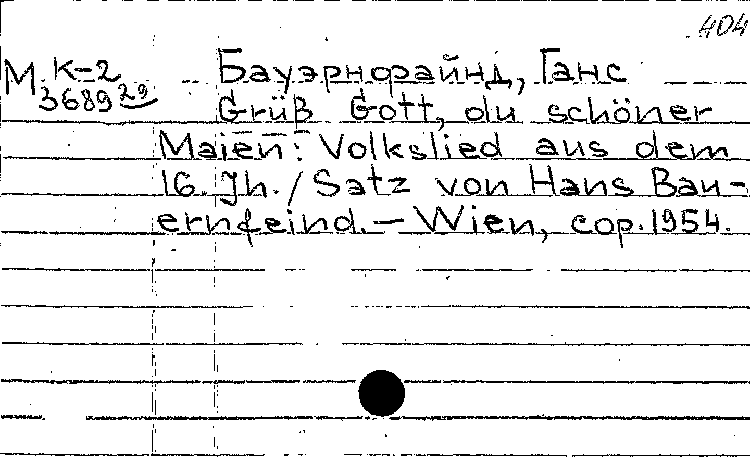 404
М К-2 Бауэрнфайнд, Ганс
3689 29 Grüß Gott, du schöner
Maien: Volkslied aus dem
16. Jh. / Satz von Hans Bau-
ernfeind. — Wien, cop. 1954.